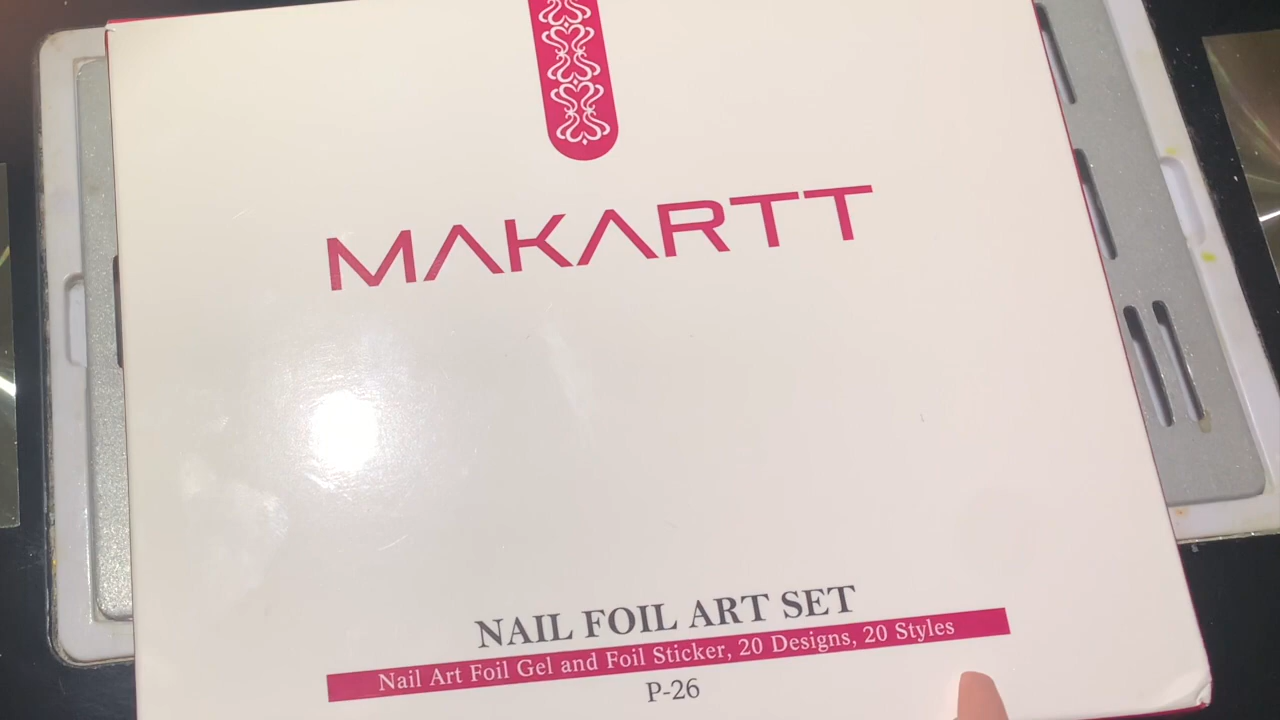 MAKARTT
NAIL FOIL ART SET
Nail Art Foil Gel and Foil Sticker, 20 Designs, 20 Styles
P-26